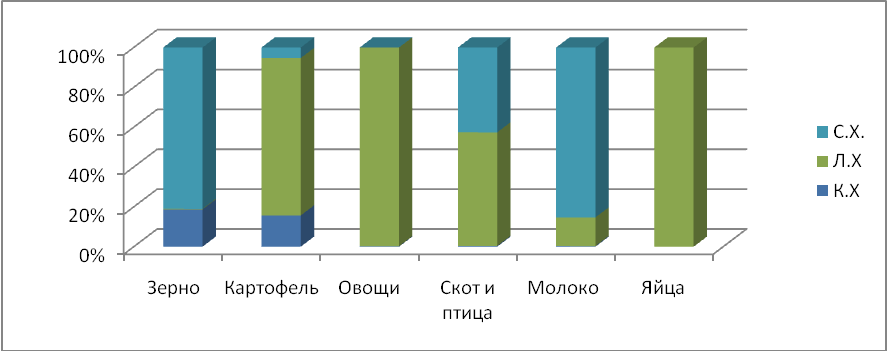 100%
80%
60%
40%
20%
0%
Зерно
Картофель
Овощи
Скот и
птица
Молоко
Яйца
С.Х.
Л.Х
К.Х